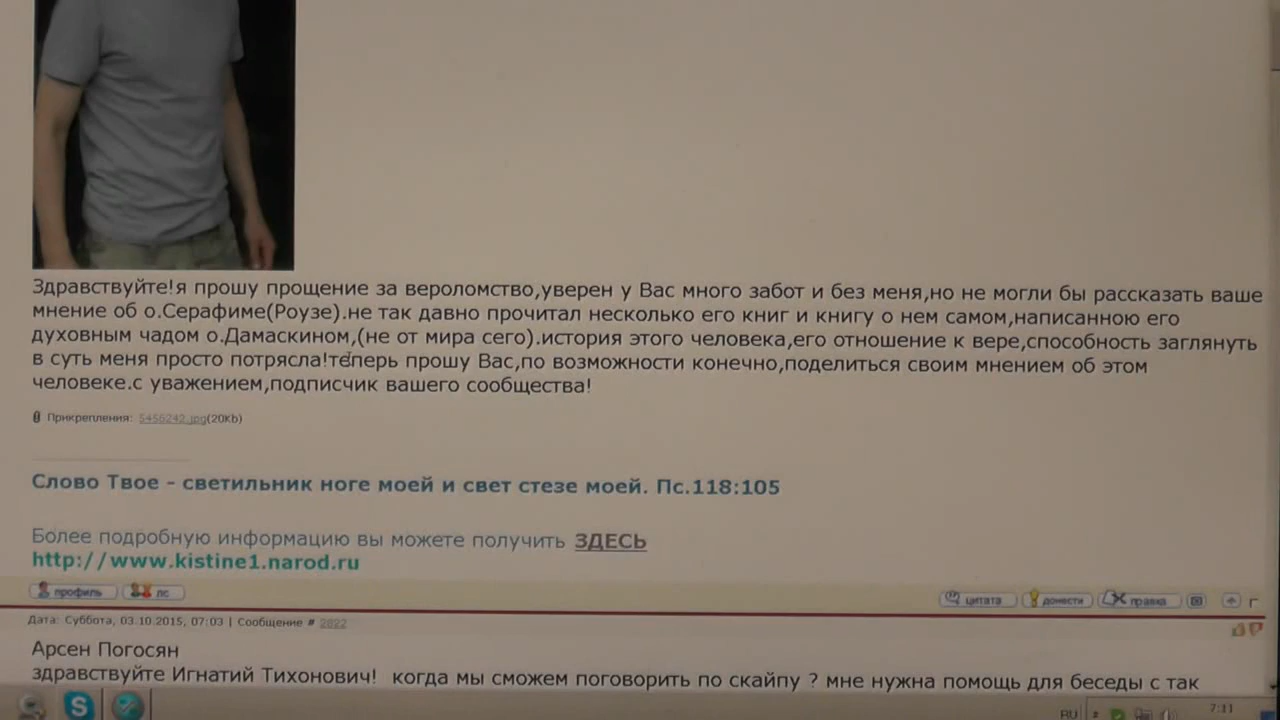 Здравствуйте!я прошу прощение за вероломство,уверен у Вас много забот и без меня,но не могли бы рассказать ваше
мнение об о.Серафиме(Роузе).не так давно прочитал несколько его книг и книгу о нем самом,написанною его
духовным чадом о.Дамаскином,(не от мира сего).история этого человека,его отношение к вере,способность заглянуть
в суть меня просто потрясла!теперь прошу Вас,по возможности конечно,поделиться своим мнением об этом
человеке.с уважением,подписчик вашего сообщества!
Прикрепления: 5456242.jpg(20Kb)
Слово Твое - светильник ноге моей и свет стезе моей. Пс.118:105
Более подробную информацию вы можете получить ЗДЕСЬ
http://www.kistine1.narod.ru
профиль лс цитата донести правка
Дата: Суббота, 03.10.2015, 07:03 | Сообщение # 2822
Арсен Погосян
здравствуйте Игнатий Тихонович! когда мы сможем поговорить по скайпу ? мне нужна помощь для беседы с так
RU 7:11